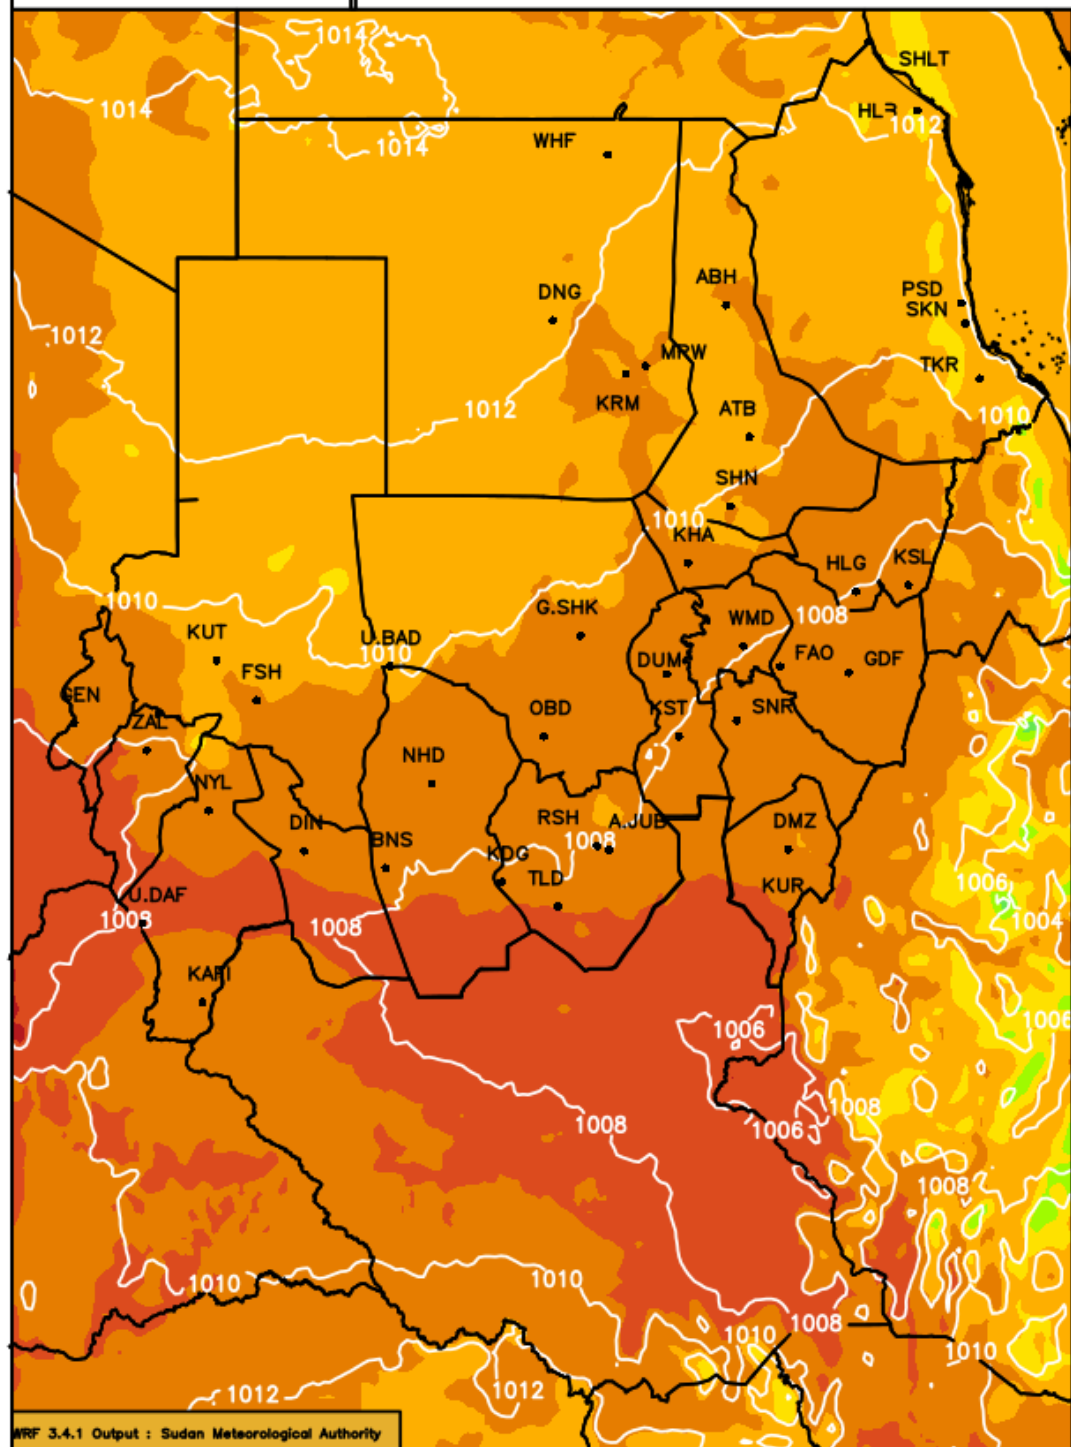 1014
SHLT
1014
HLR
1012
WHF
1014
ABH
DNG
PSD
SKN
1012
MRW
TKR
KRM
1012
ATB
1010
SHN
1010
KHA
HLG
KSL
1010
G.SHK
1008
WMD
KUT
U.BAD
1010
DUM
FAO
GDF
FSH
GEN
ZAL
OBD
KST
SNR
NHD
NYL
DIN
RSH
A.JUB
DMZ
BNS
1008
KDG
TLD
KUR
1006
U.DAF
1008
1008
1004
KAFI
1006
1006
1008
1008
1006
1008
1010
1010
1008
1010
1010
1012
1012
WRF 3.4.1 Output : Sudan Meteorological Authority